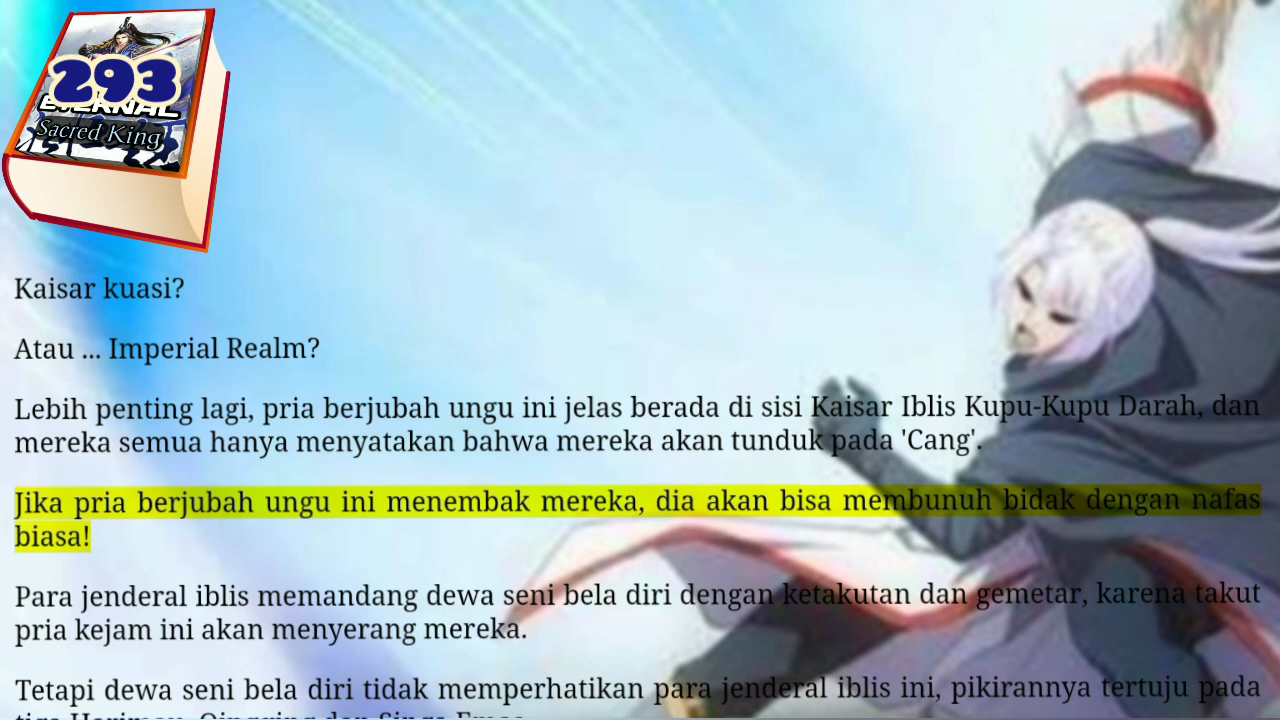 293
ETERNAL
Sacred King
Kaisar kuasi?
Atau ... Imperial Realm?
Lebih penting lagi, pria berjubah ungu ini jelas berada di sisi Kaisar Iblis Kupu-Kupu Darah, dan
mereka semua hanya menyatakan bahwa mereka akan tunduk pada 'Cang'.
Jika pria berjubah ungu ini menembak mereka, dia akan bisa membunuh bidak dengan nafas
biasa!
Para jenderal iblis memandang dewa seni bela diri dengan ketakutan dan gemetar, karena takut
pria kejam ini akan menyerang mereka.
Tetapi dewa seni bela diri tidak memperhatikan para jenderal iblis ini, pikirannya tertuju pada